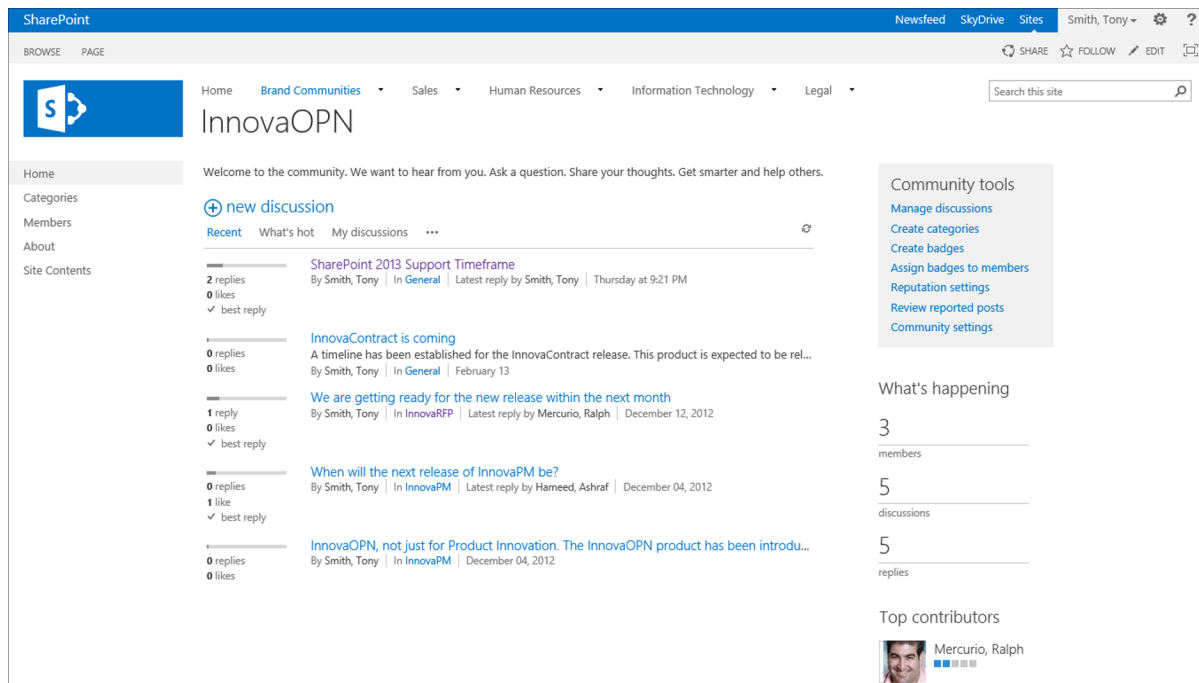 SharePoint Newsfeed SkyDrive Sites Smith, Tony ?
BROWSE PAGE SHARE FOLLOW EDIT
S
Home Brand Communities Sales Human Resources Information Technology Legal
Search this site
InnovaOPN
Home
Categories
Members
About
Site Contents
Welcome to the community. We want to hear from you. Ask a question. Share your thoughts. Get smarter and help others.
new discussion
Recent What's hot My discussions •••
2 replies
0 likes
✓ best reply
SharePoint 2013 Support Timeframe
By Smith, Tony | In General | Latest reply by Smith, Tony | Thursday at 9:21 PM
0 replies
0 likes
InnovaContract is coming
A timeline has been established for the InnovaContract release. This product is expected to be rel...
By Smith, Tony | In General | February 13
1 reply
0 likes
✓ best reply
We are getting ready for the new release within the next month
By Smith, Tony | In InnovaRFP | Latest reply by Mercurio, Ralph | December 12, 2012
0 replies
1 like
✓ best reply
When will the next release of InnovaPM be?
By Smith, Tony | In InnovaPM | Latest reply by Hameed, Ashraf | December 04, 2012
0 replies
0 likes
InnovaOPN, not just for Product Innovation. The InnovaOPN product has been introdu...
By Smith, Tony | In InnovaPM | December 04, 2012
Community tools
Manage discussions
Create categories
Create badges
Assign badges to members
Reputation settings
Review reported posts
Community settings
What's happening
3
members
5
discussions
5
replies
Top contributors
Mercurio, Ralph